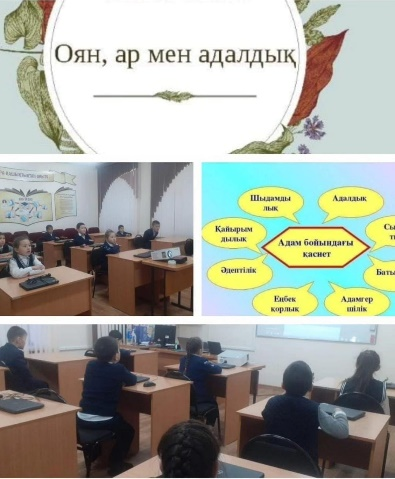 Оян, ар мен адалдық
Шыдамды
лық
Адалдық
Қайырым
дылық
Адам бойындағы
қасиет
Әдептілік
Еңбек
қорлық
Адамгер
шілік